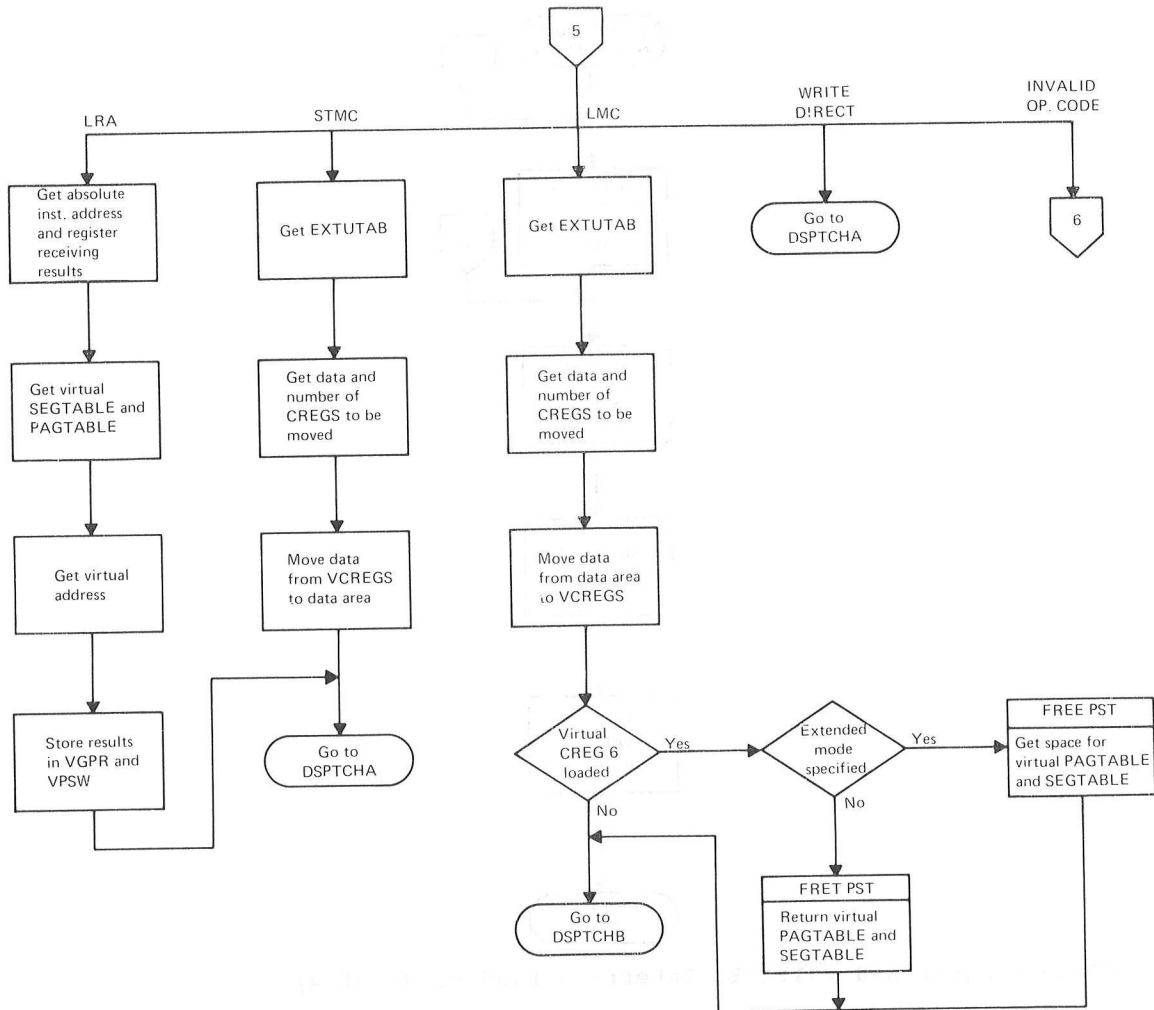 5
LRA
STMC
LMC
WRITE
DIRECT
INVALID
OP. CODE
Get absolute
inst. address
and register
receiving
results
Get EXTUTAB
Get EXTUTAB
Go to
DSPTCHA
6
Get virtual
SEGTABLE and
PAGTABLE
Get data and
number of
CREGS to be
moved
Get data and
number of
CREGS to be
moved
Get virtual
address
Move data
from VCREGS
to data area
Move data
from data area
to VCREGS
Store results
in VGPR and
VPSW
Go to
DSPTCHA
Virtual
CREG 6
loaded
Yes
No
Extended
mode
specified
Yes
No
FREE PST
Get space for
virtual PAGTABLE
and SEGTABLE
Go to
DSPTCHB
FRET PST
Return virtual
PAGTABLE and
SEGTABLE